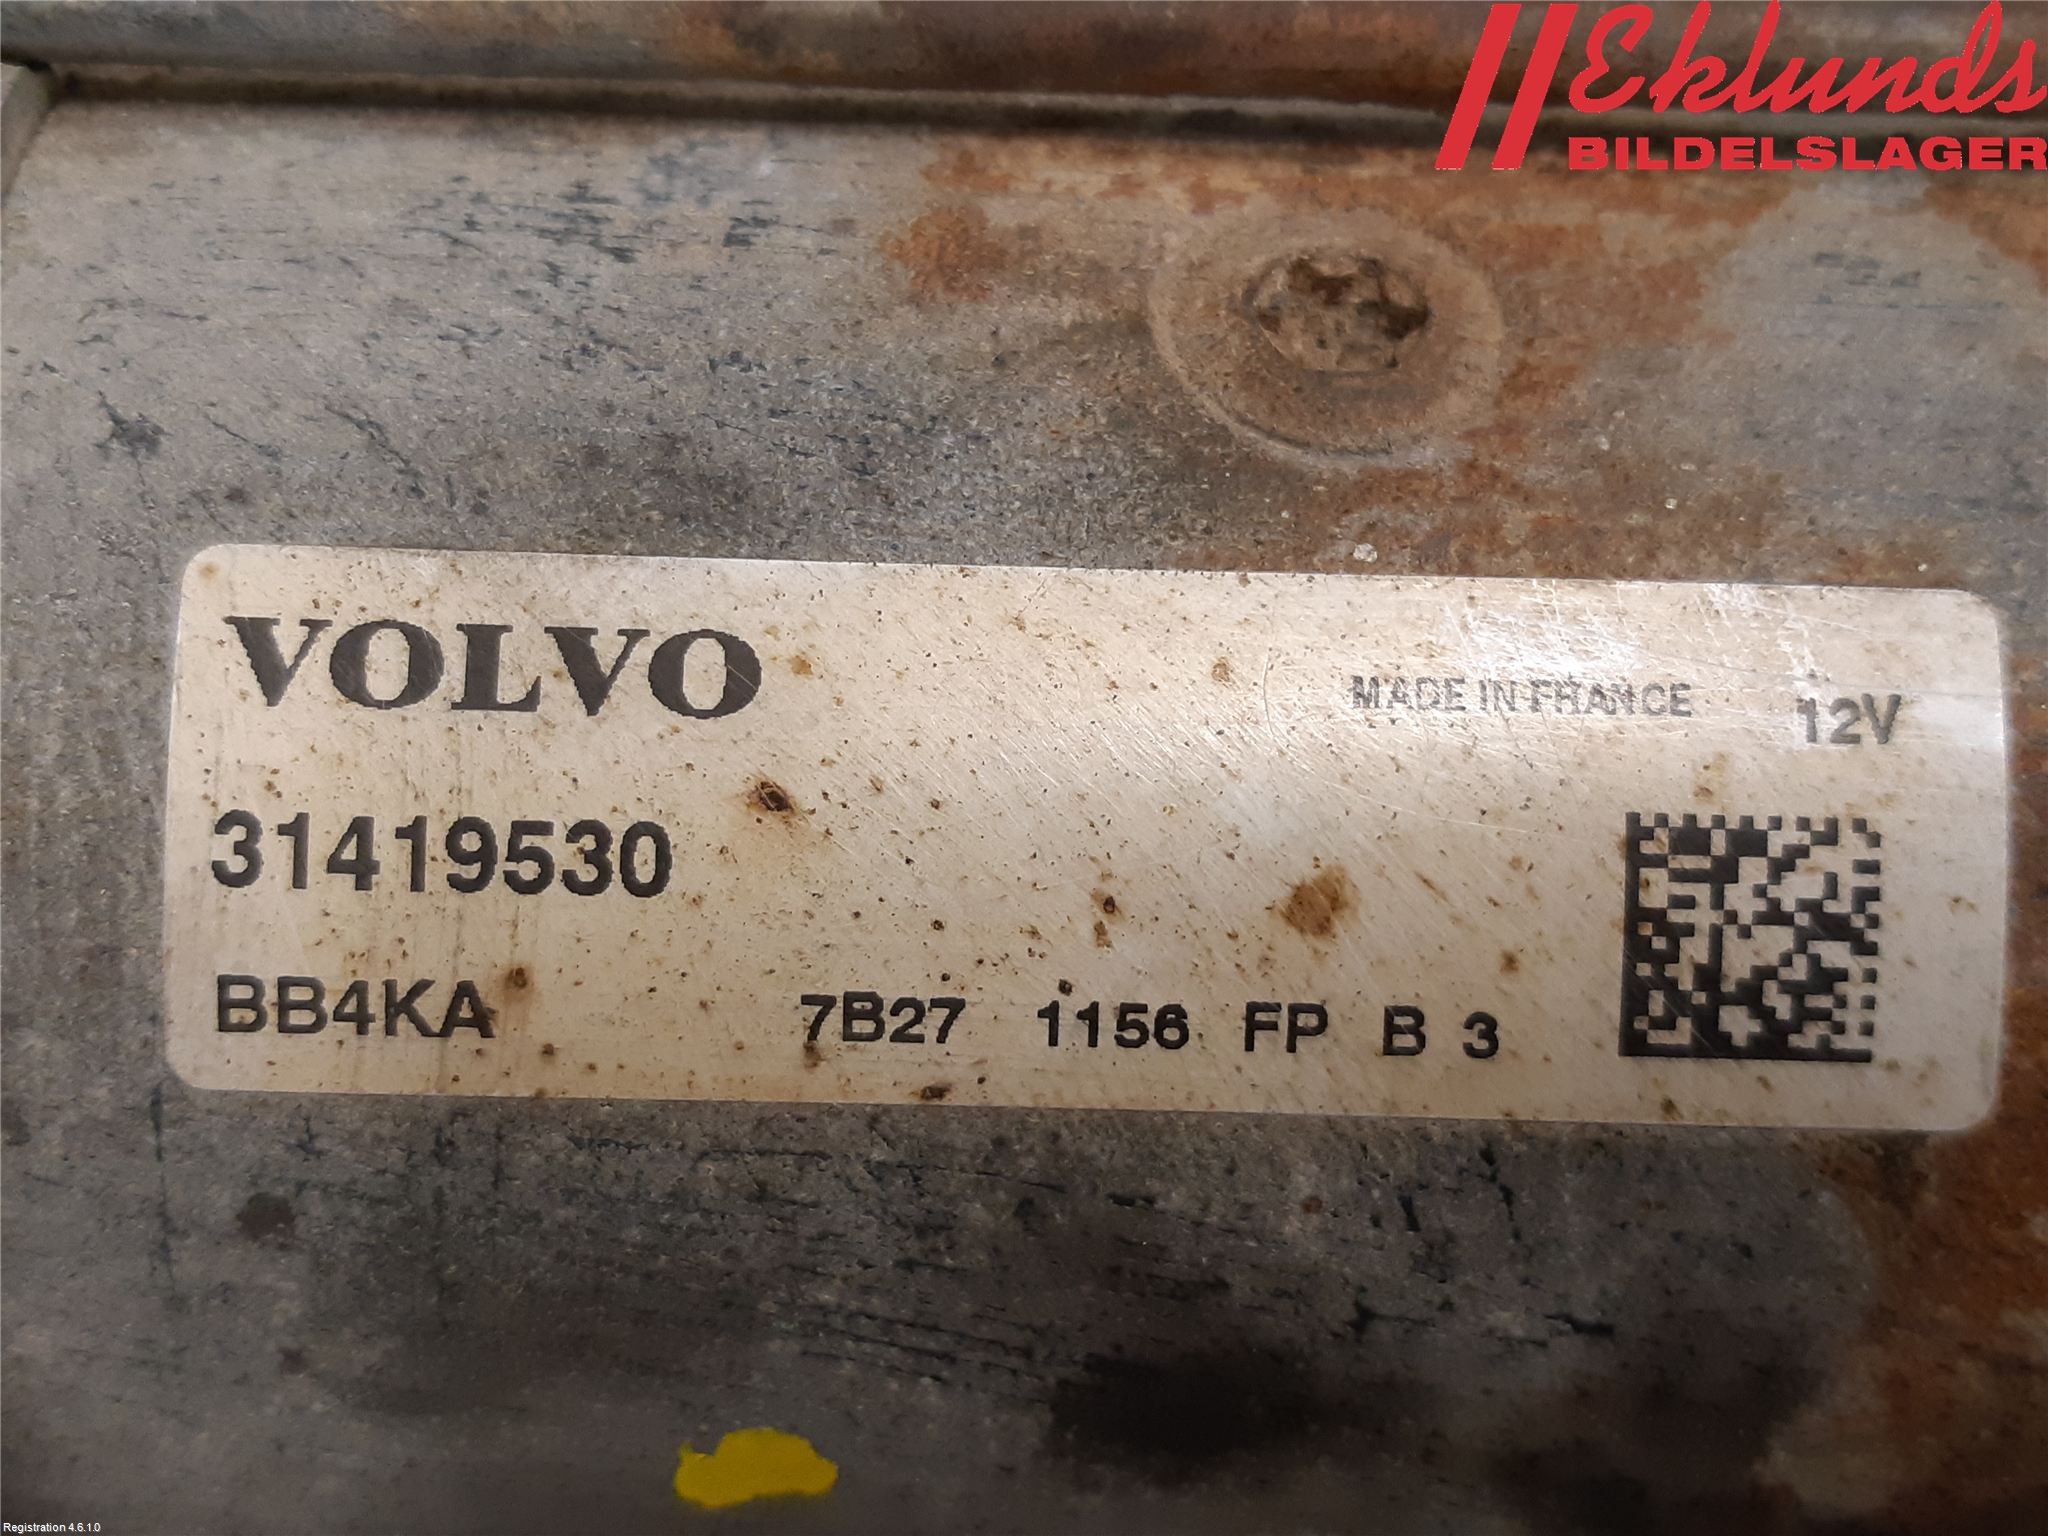 Eklunds
BILDELSLAGER
VOLVO
MADE IN FRANCE 12V
31419530
BB4KA 7B27 1156 FP B 3
Registration 4.6.1.0